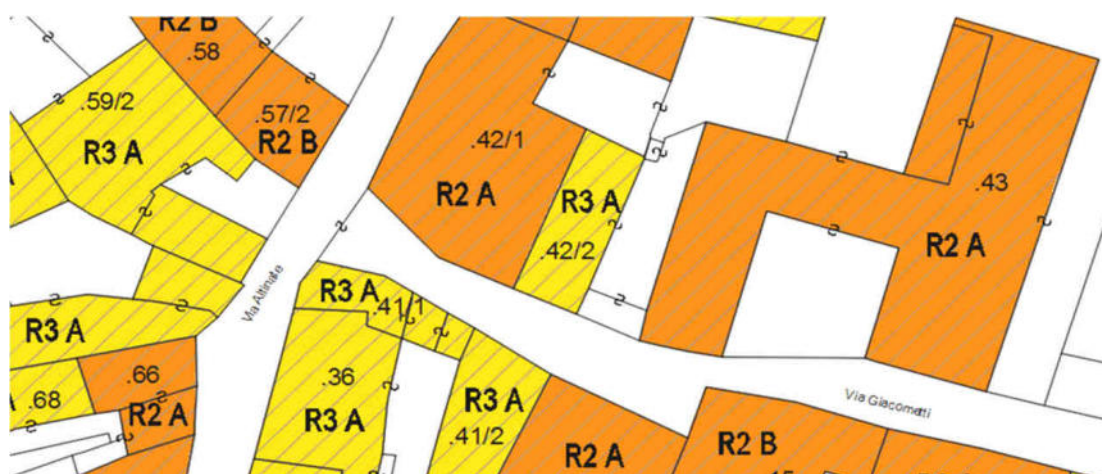 R2 B
.58
.59/2
.57/2
R2 B
R3 A
.42/1
R2 A
R3 A
.42/2
.43
R2 A
Via Altinate
R3 A
.41/1
R3 A
.66
.36
.68
R2 A
R3 A
R3 A
.41/2
Via Giacometti
R2 B
R2 A